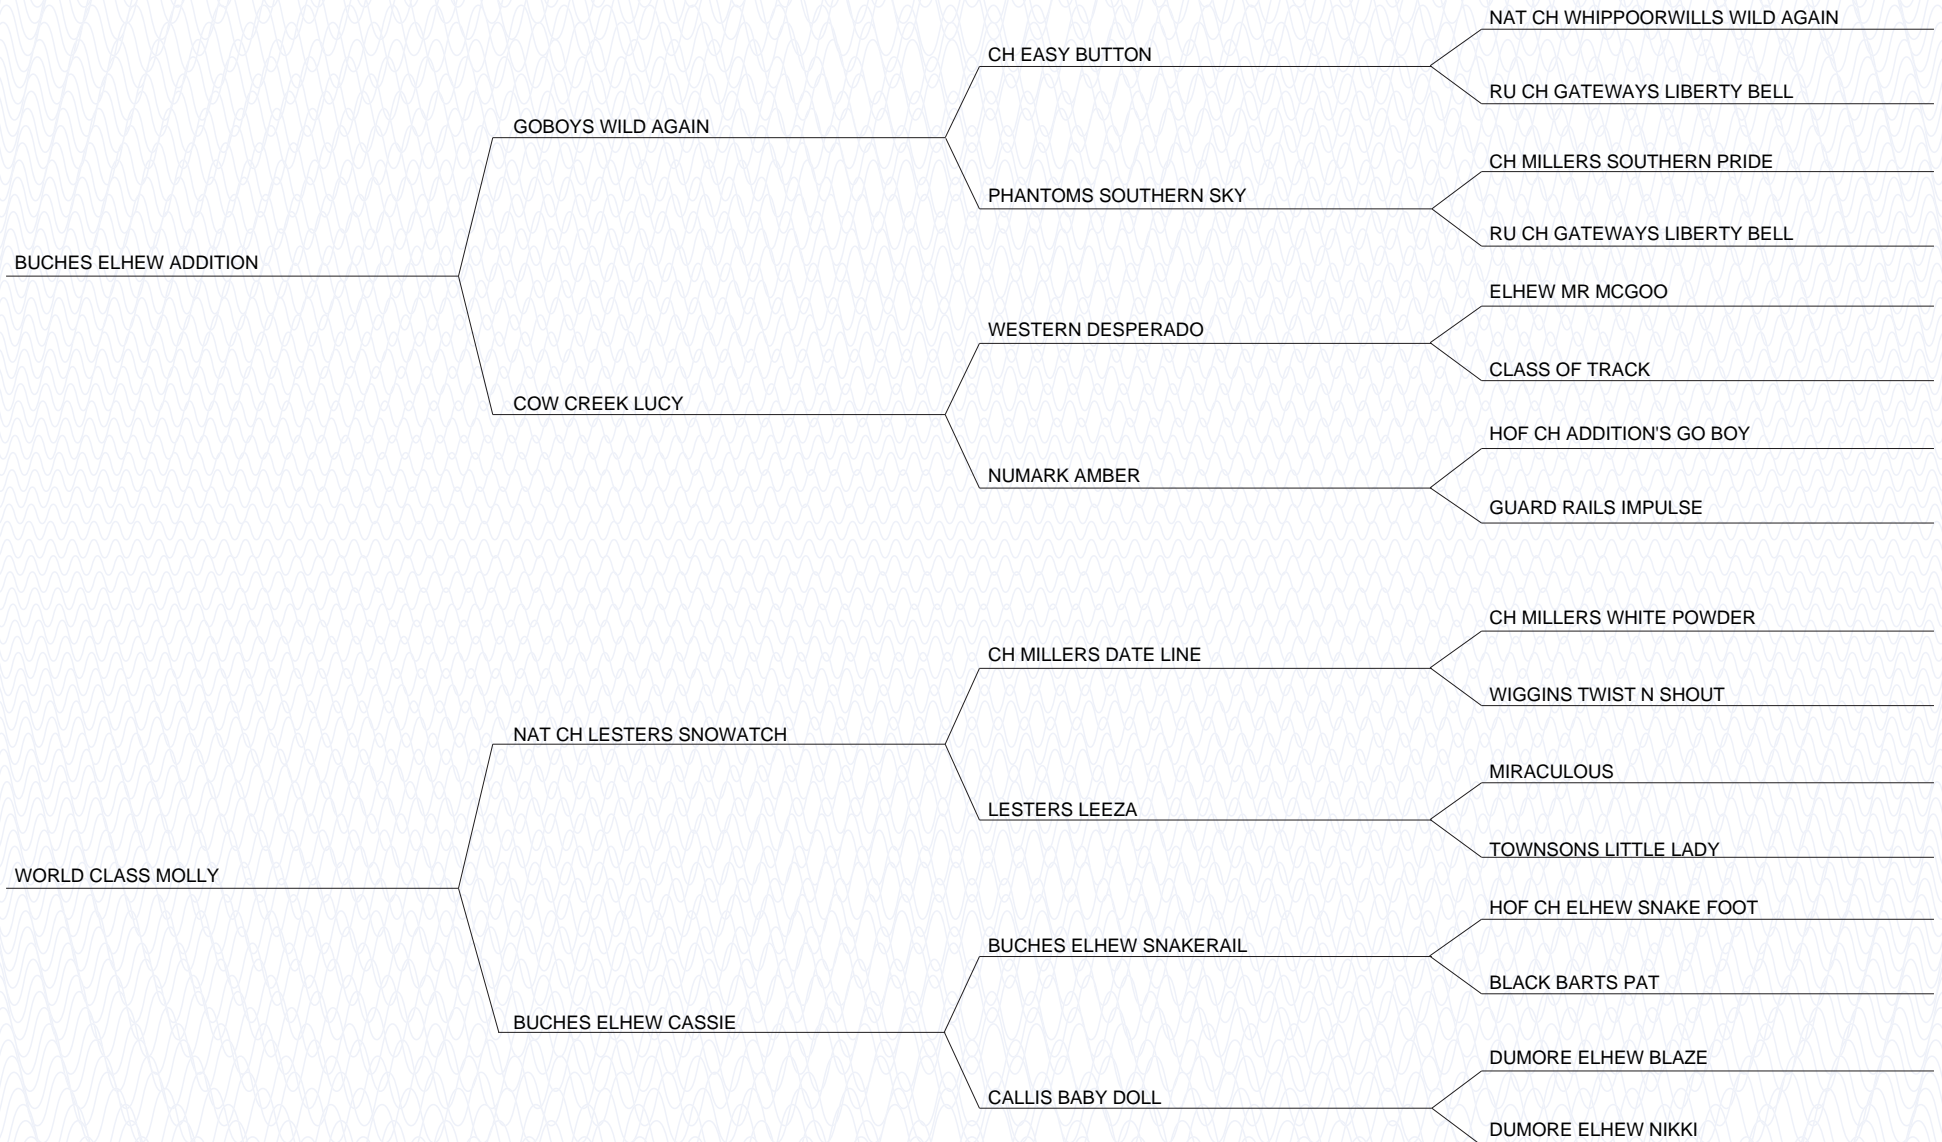 NAT CH WHIPPOORWILLS WILD AGAIN
CH EASY BUTTON
RU CH GATEWAYS LIBERTY BELL
GOBOYS WILD AGAIN
CH MILLERS SOUTHERN PRIDE
PHANTOMS SOUTHERN SKY
RU CH GATEWAYS LIBERTY BELL
BUCHES ELHEW ADDITION
ELHEW MR MCGOO
WESTERN DESPERADO
CLASS OF TRACK
COW CREEK LUCY
HOF CH ADDITION'S GO BOY
NUMARK AMBER
GUARD RAILS IMPULSE
CH MILLERS WHITE POWDER
CH MILLERS DATE LINE
WIGGINS TWIST N SHOUT
NAT CH LESTERS SNOWATCH
MIRACULOUS
LESTERS LEEZA
TOWNSONS LITTLE LADY
WORLD CLASS MOLLY
HOF CH ELHEW SNAKE FOOT
BUCHES ELHEW SNAKERAIL
BLACK BARTS PAT
BUCHES ELHEW CASSIE
DUMORE ELHEW BLAZE
CALLIS BABY DOLL
DUMORE ELHEW NIKKI